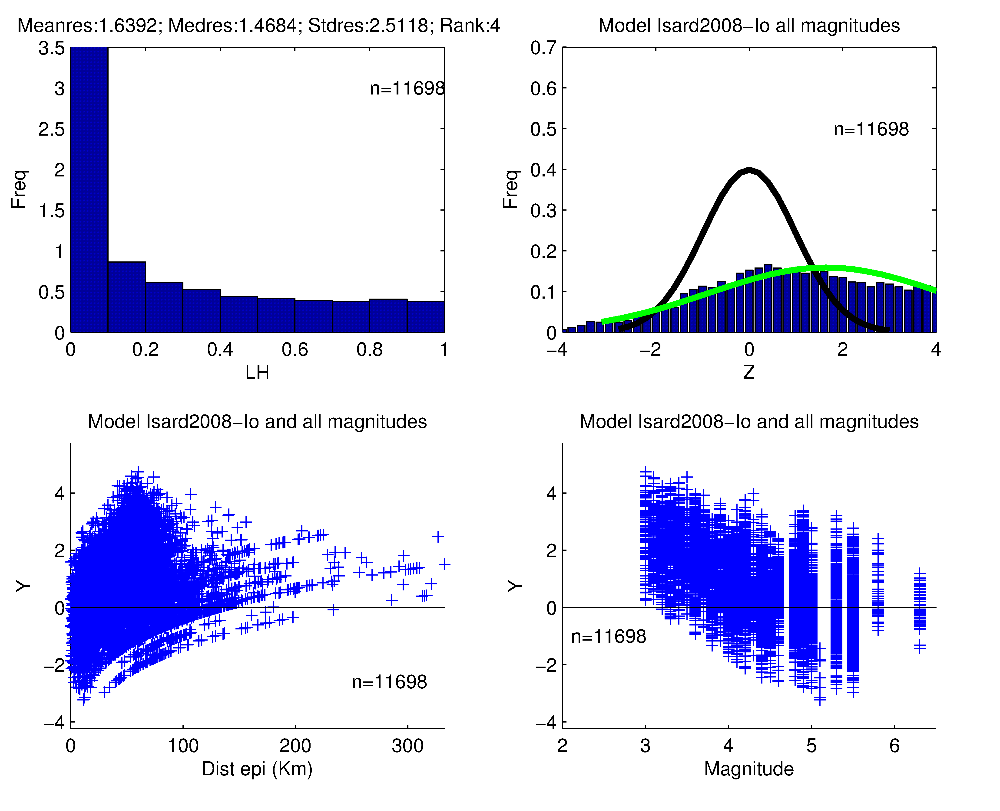 Meanres:1.6392; Medres:1.4684; Stdres:2.5118; Rank:4
3.5
3
2.5
2
1.5
1
0.5
0
Freq
n=11698
0 0.2 0.4 0.6 0.8 1
LH
Model Isard2008−Io all magnitudes
0.7
0.6
0.5
0.4
0.3
0.2
0.1
0
Freq
n=11698
−4 −2 0 2 4
Z
Model Isard2008−Io and all magnitudes
4
2
0
−2
−4
Y
n=11698
0 100 200 300
Dist epi (Km)
Model Isard2008−Io and all magnitudes
4
2
0
−2
−4
Y
n=11698
2 3 4 5 6
Magnitude